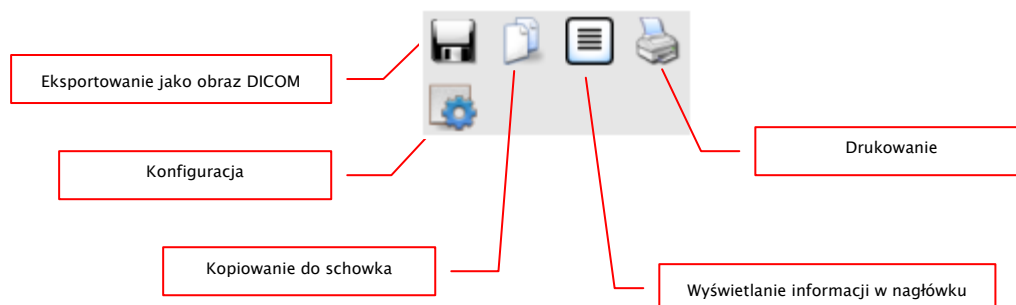 Eksportowanie jako obraz DICOM
Drukowanie
Konfiguracja
Kopiowanie do schowka
Wyświetlanie informacji w nagłówku